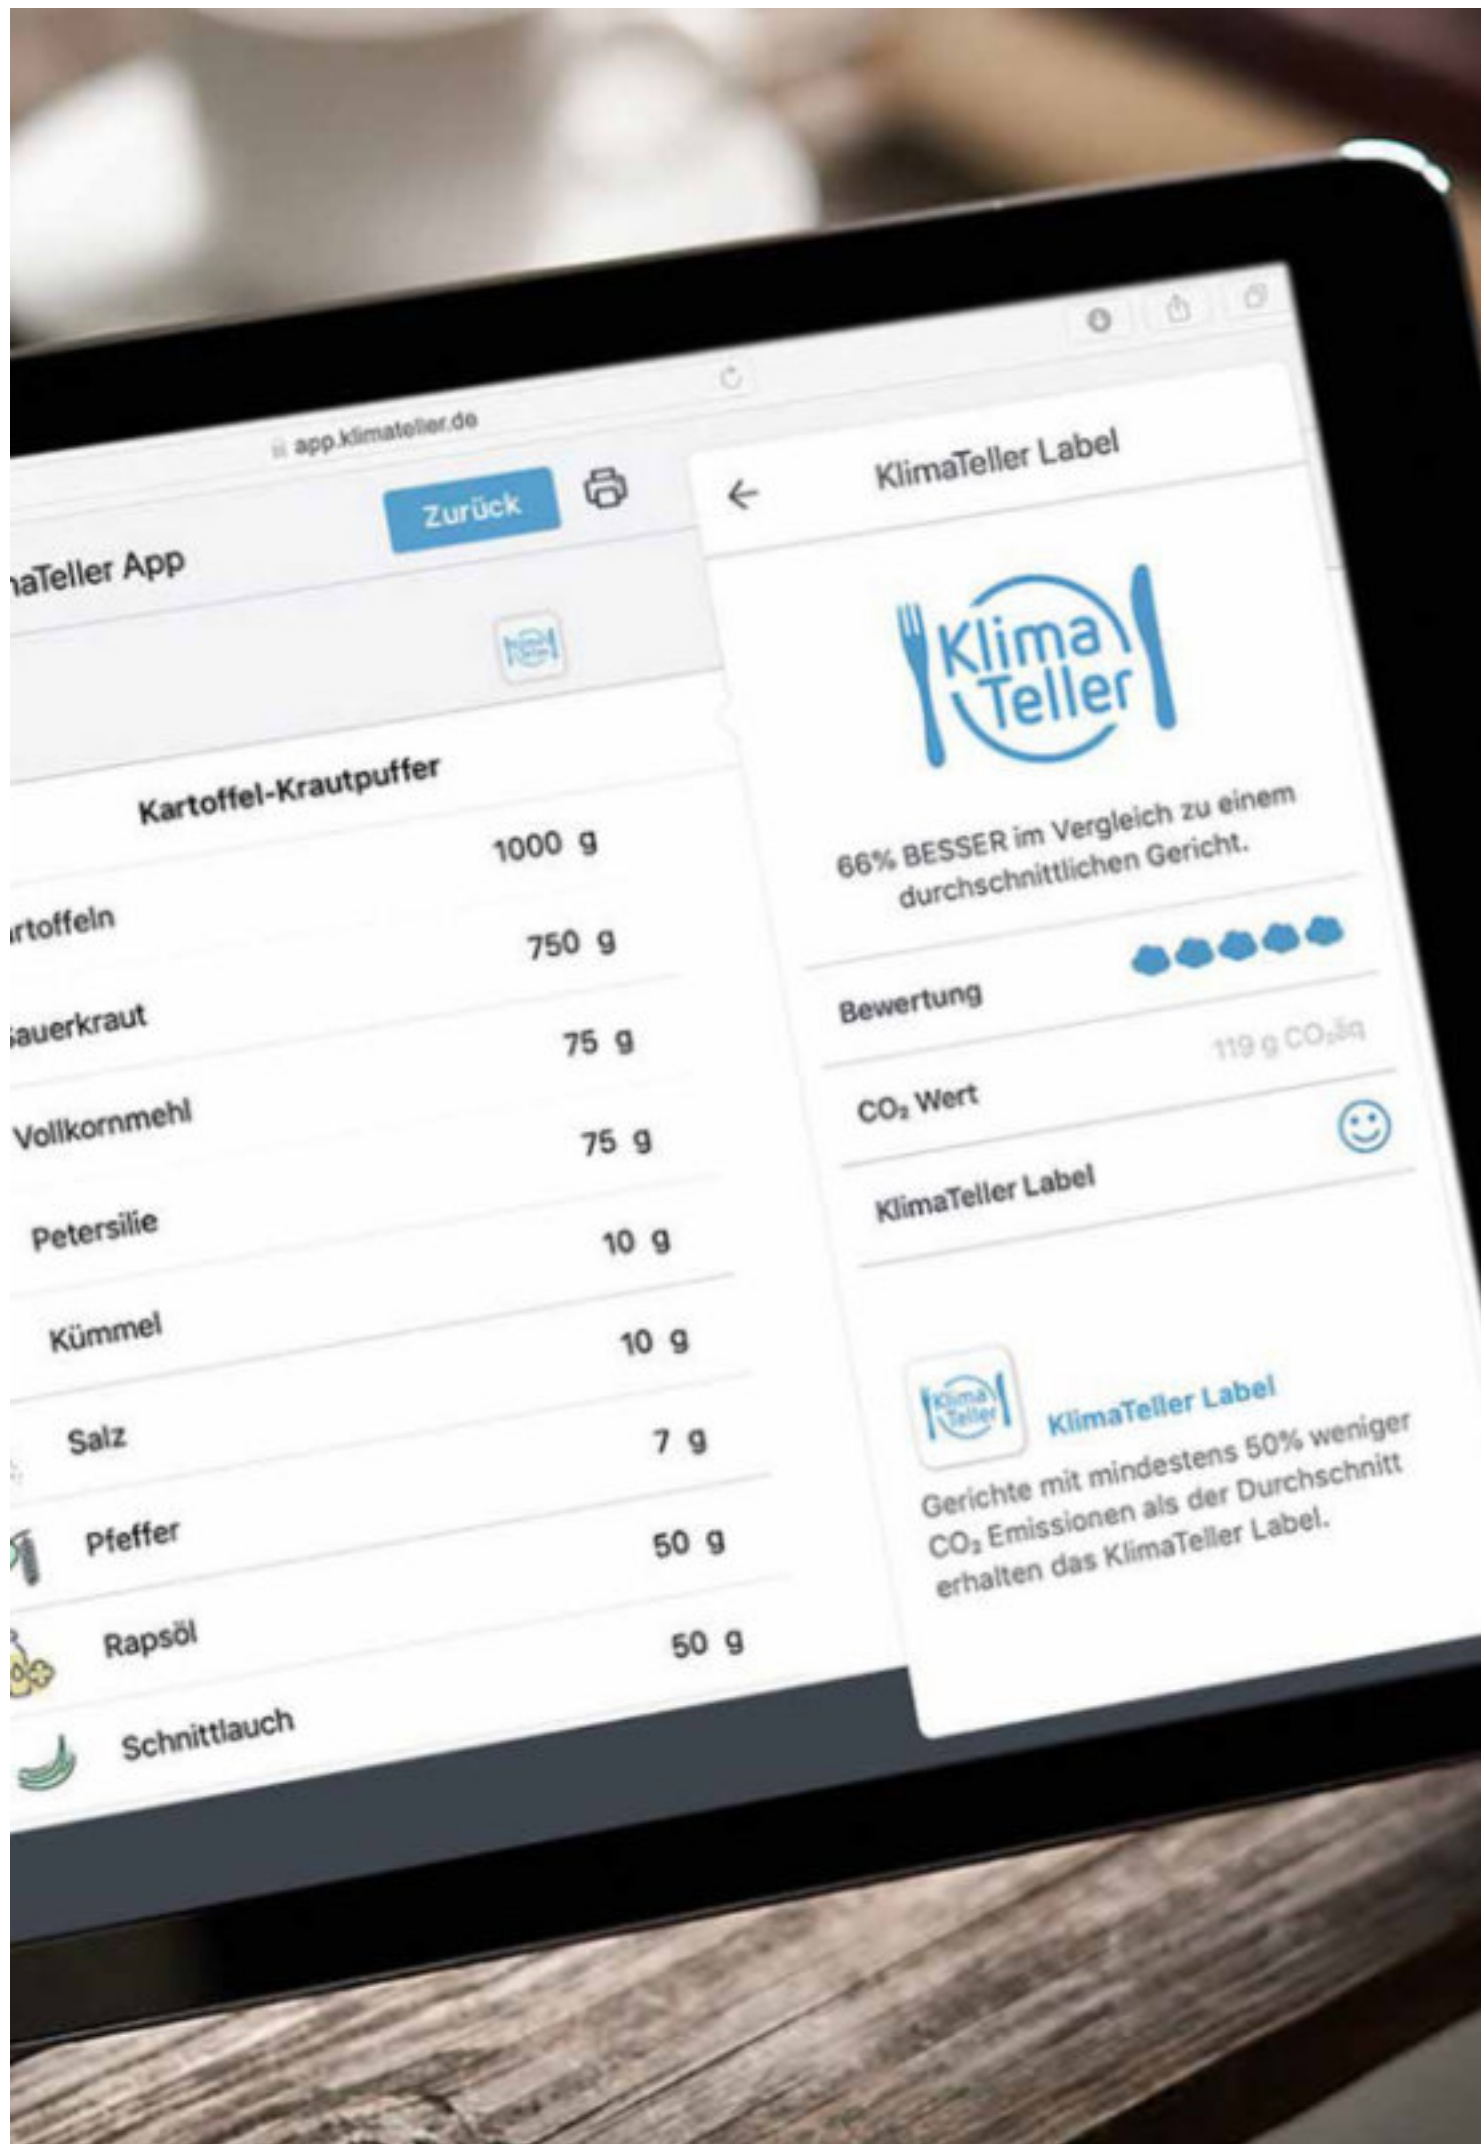 app.klimateller.de
aTeller App
Zurück
Kartoffel-Krautpuffer
rtoffeln 1000 g
auerkraut 750 g
Vollkornmehl 75 g
Petersilie 75 g
Kümmel 10 g
Salz 10 g
Pfeffer 7 g
Rapsöl 50 g
Schnittlauch 50 g
KlimaTeller Label
Klima
Teller
66% BESSER im Vergleich zu einem
durchschnittlichen Gericht.
Bewertung
CO₂ Wert 119 g CO₂äq
KlimaTeller Label
Klima
Teller
KlimaTeller Label
Gerichte mit mindestens 50% weniger
CO₂ Emissionen als der Durchschnitt
erhalten das KlimaTeller Label.